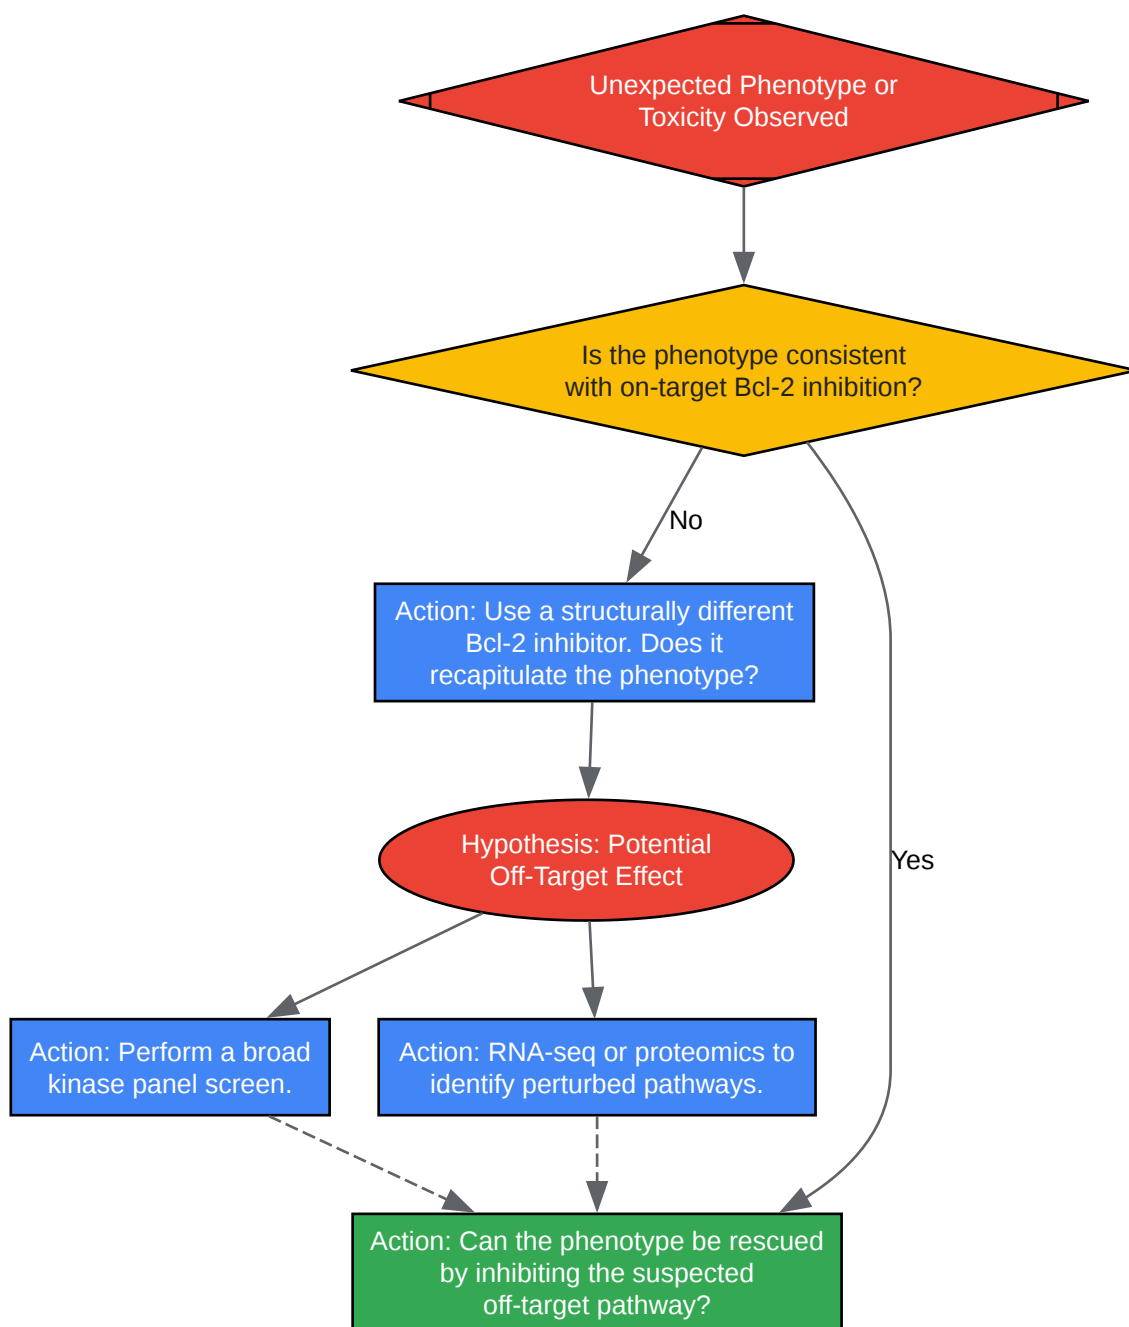 Unexpected Phenotype or
Toxicity Observed
Is the phenotype consistent
with on-target Bcl-2 inhibition?
No
Action: Use a structurally different
Bcl-2 inhibitor. Does it
recapitulate the phenotype?
Hypothesis: Potential
Off-Target Effect
Yes
Action: Perform a broad
kinase panel screen.
Action: RNA-seq or proteomics to
identify perturbed pathways.
Action: Can the phenotype be rescued
by inhibiting the suspected
off-target pathway?